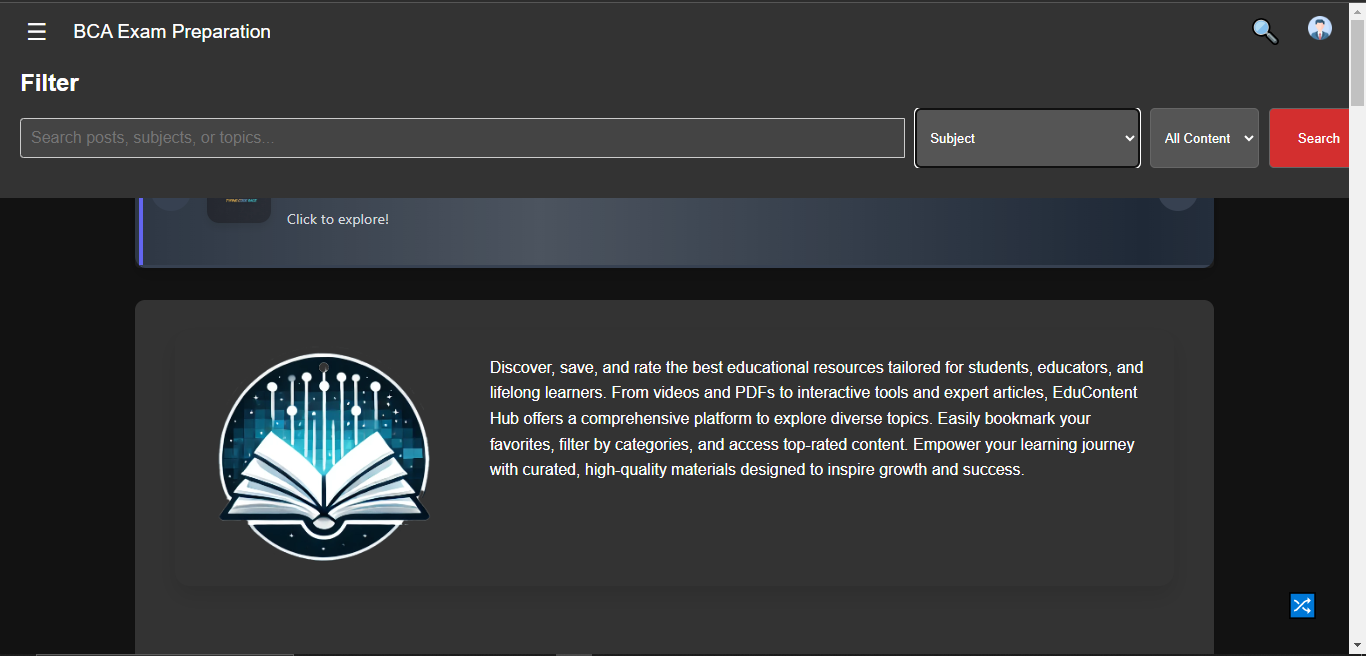 BCA Exam Preparation
Filter
Search posts, subjects, or topics...
Subject
All Content
Search
Click to explore!
Discover, save, and rate the best educational resources tailored for students, educators, and
lifelong learners. From videos and PDFs to interactive tools and expert articles, EduContent
Hub offers a comprehensive platform to explore diverse topics. Easily bookmark your
favorites, filter by categories, and access top-rated content. Empower your learning journey
with curated, high-quality materials designed to inspire growth and success.